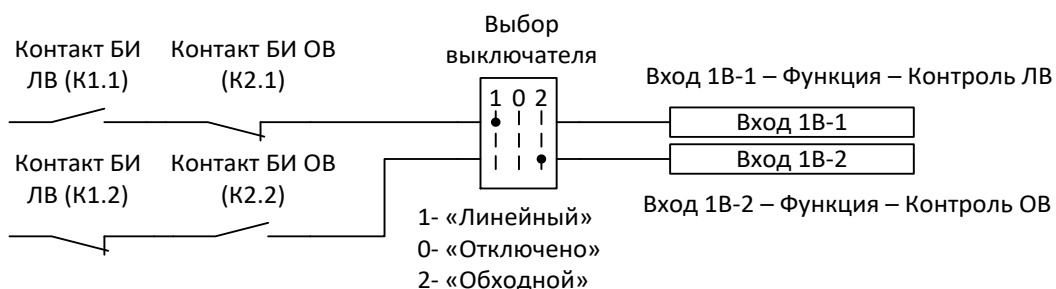 Выбор
выключателя
Контакт БИ
ЛВ (К1.1)
Контакт БИ ОВ
(К2.1)
1 0 2
Вход 1В-1 – Функция – Контроль ЛВ
Вход 1В-1
Вход 1В-2
Контакт БИ
ЛВ (К1.2)
Контакт БИ ОВ
(К2.2)
Вход 1В-2 – Функция – Контроль ОВ
1- «Линейный»
0- «Отключено»
2- «Обходной»